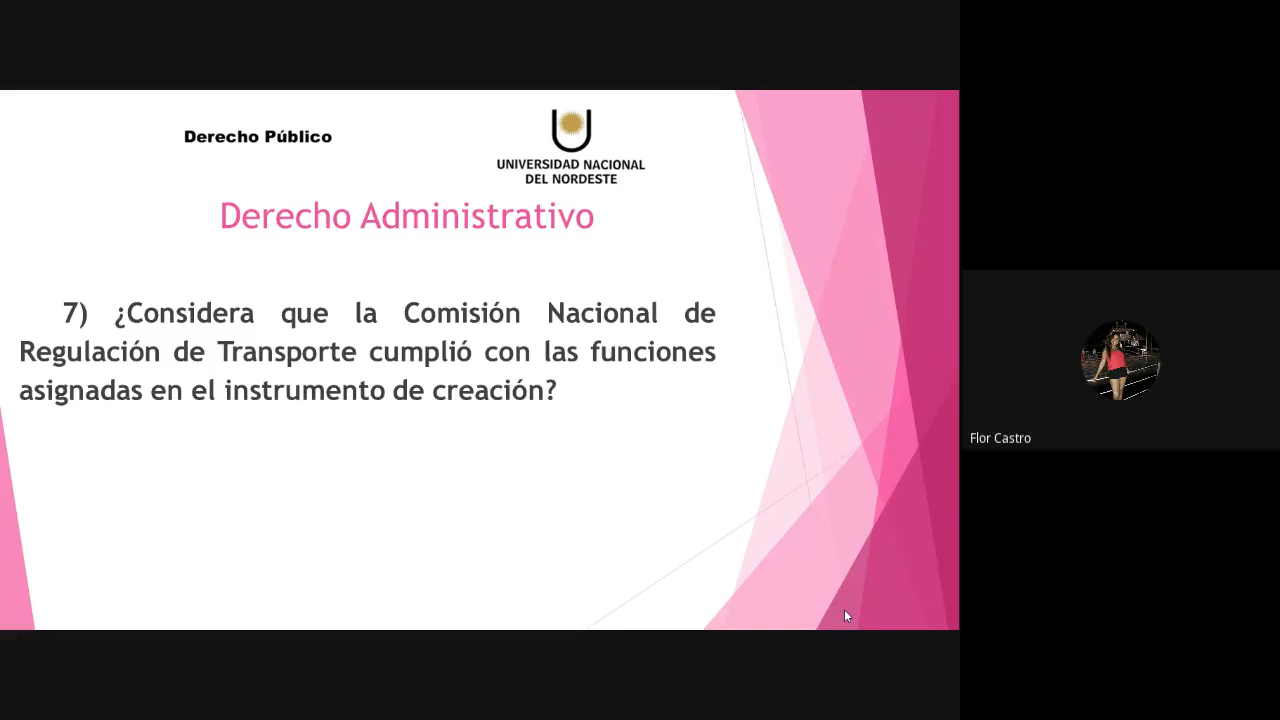 Derecho Público
UNIVERSIDAD NACIONAL
DEL NORDESTE
Derecho Administrativo
7) ¿Considera que la Comisión Nacional de
Regulación de Transporte cumplió con las funciones
asignadas en el instrumento de creación?
Flor Castro